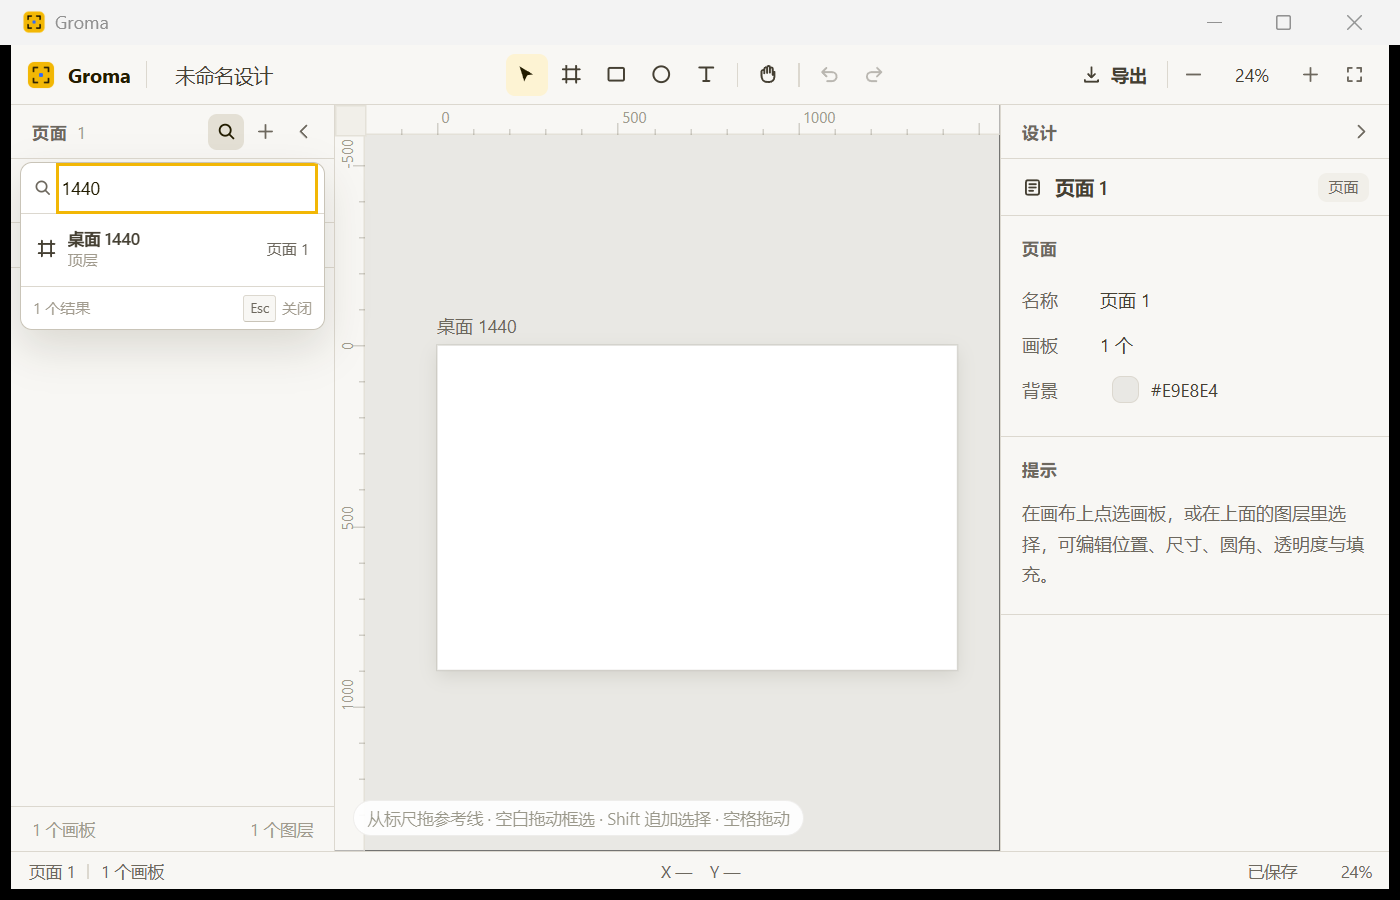 Groma
Groma
未命名设计
导出
24%
页面 1
1440
桌面 1440
顶层
页面 1
1 个结果
Esc 关闭
1 个画板
1 个图层
0
500
1000
-500
0
500
1000
桌面 1440
从标尺拖参考线 · 空白拖动框选 · Shift 追加选择 · 空格拖动
设计
页面 1
页面
页面
名称 页面 1
画板 1 个
背景 #E9E8E4
提示
在画布上点选画板，或在上面的图层里选
择，可编辑位置、尺寸、圆角、透明度与填
充。
页面 1
1 个画板
X — Y —
已保存
24%